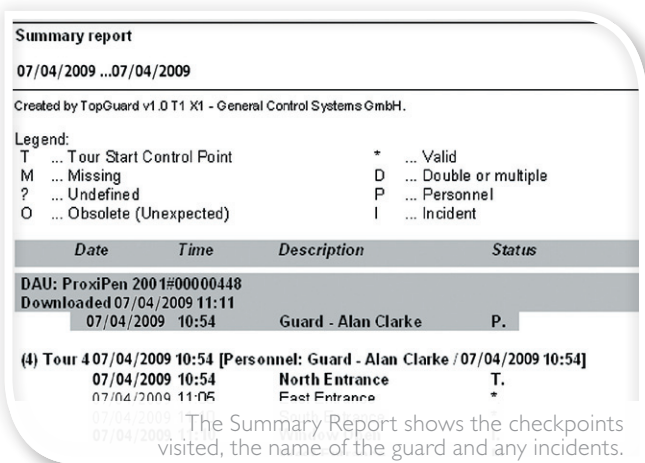 Summary report
07/04/2009 ...07/04/2009
Created by TopGuard v1.0 T1 X1 - General Control Systems GmbH.
Legend:
T ... Tour Start Control Point * ... Valid
M ... Missing D ... Double or multiple
? ... Undefined P ... Personnel
O ... Obsolete (Unexpected) I ... Incident
Date Time Description Status
DAU: ProxiPen 2001#00000448
Downloaded 07/04/2009 11:11
07/04/2009 10:54 Guard - Alan Clarke P.
(4) Tour 4 07/04/2009 10:54 [Personnel: Guard - Alan Clarke / 07/04/2009 10:54]
07/04/2009 10:54 North Entrance T.
07/04/2009 11:05 East Entrance *
The Summary Report shows the checkpoints
visited, the name of the guard and any incidents.